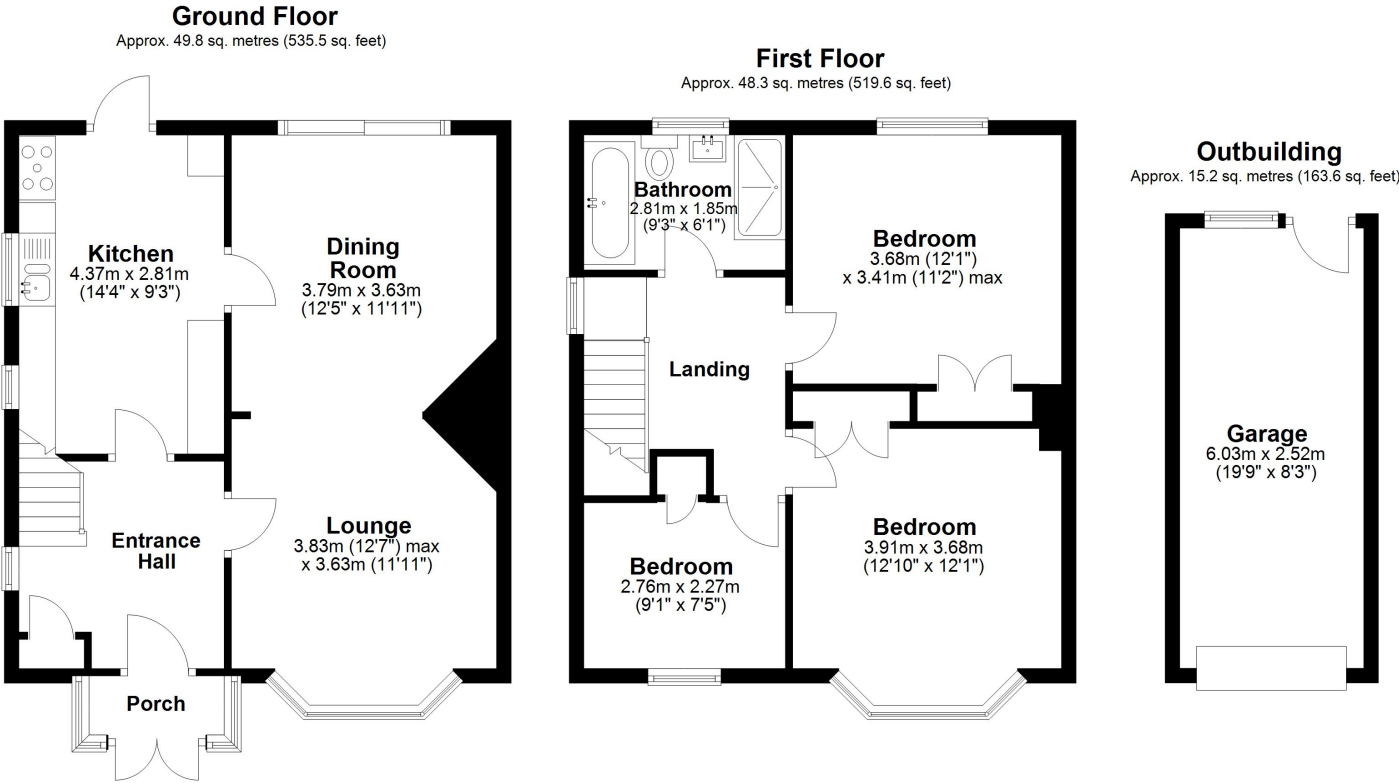 Ground Floor
Approx. 49.8 sq. metres (535.5 sq. feet)
Kitchen
4.37m x 2.81m
(14'4" x 9'3")
Dining
Room
3.79m x 3.63m
(12'5" x 11'11")
Entrance
Hall
Lounge
3.83m (12'7") max
x 3.63m (11'11")
Porch
First Floor
Approx. 48.3 sq. metres (519.6 sq. feet)
Bathroom
2.81m x 1.85m
(9'3" x 6'1")
Bedroom
3.68m (12'1")
x 3.41m (11'2") max
Landing
Bedroom
2.76m x 2.27m
(9'1" x 7'5")
Bedroom
3.91m x 3.68m
(12'10" x 12'1")
Outbuilding
Approx. 15.2 sq. metres (163.6 sq. feet)
Garage
6.03m x 2.52m
(19'9" x 8'3")